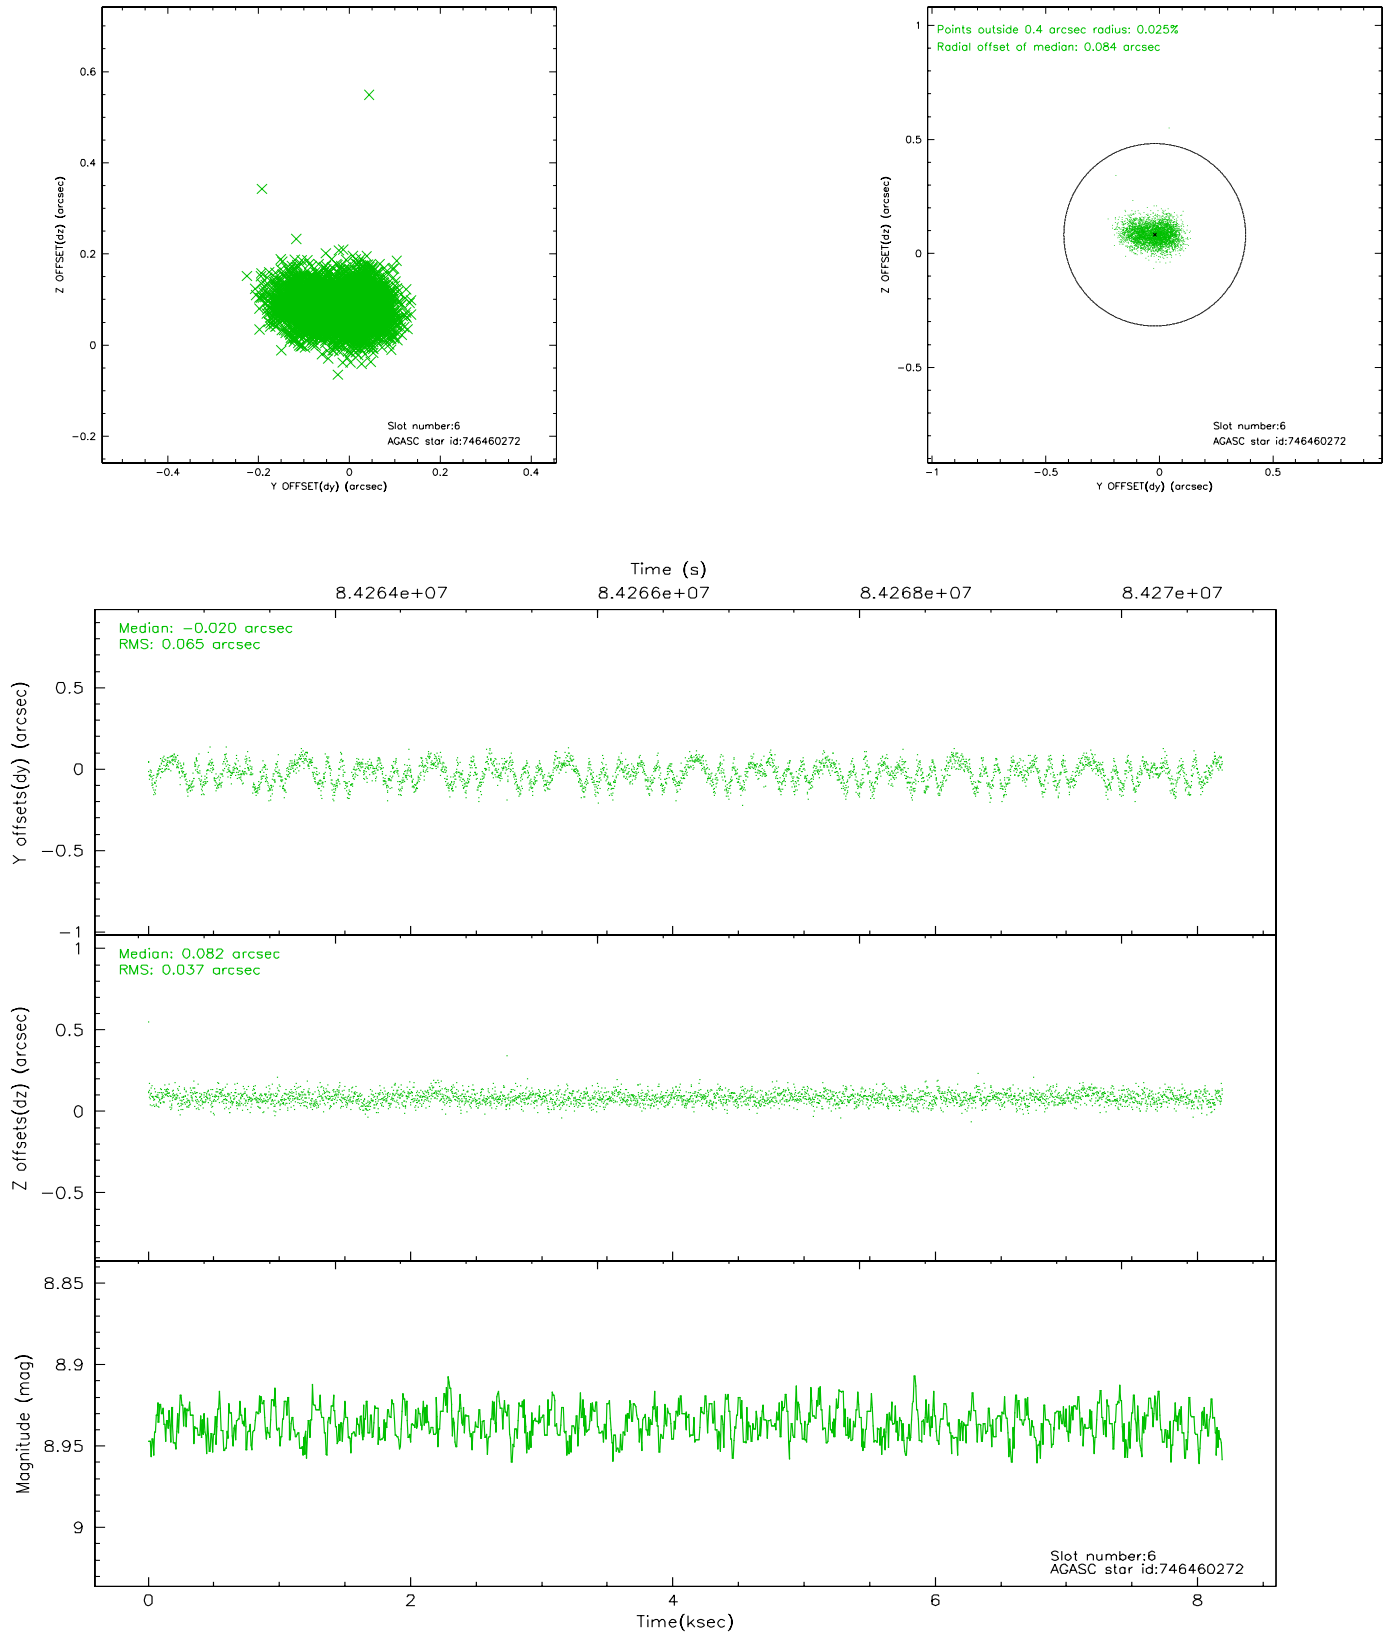 0.6
0.4
0.2
0
−0.2
−0.4
−0.2
0
0.2
0.4
Z OFFSET(dz) (arcsec)
Y OFFSET(dy) (arcsec)
Slot number:6
AGASC star id:746460272
Points outside 0.4 arcsec radius: 0.025%
Radial offset of median: 0.084 arcsec
1
0.5
0
−0.5
−1
−0.5
0
0.5
Z OFFSET(dz) (arcsec)
Y OFFSET(dy) (arcsec)
Slot number:6
AGASC star id:746460272
Time (s)
8.4264e+07
8.4266e+07
8.4268e+07
8.427e+07
Median: −0.020 arcsec
RMS: 0.065 arcsec
0.5
0
−0.5
−1
Y offsets(dy) (arcsec)
Median: 0.082 arcsec
RMS: 0.037 arcsec
1
0.5
0
−0.5
Z offsets(dz) (arcsec)
8.85
8.9
8.95
9
Magnitude (mag)
Slot number:6
AGASC star id:746460272
0
2
4
6
8
Time(ksec)